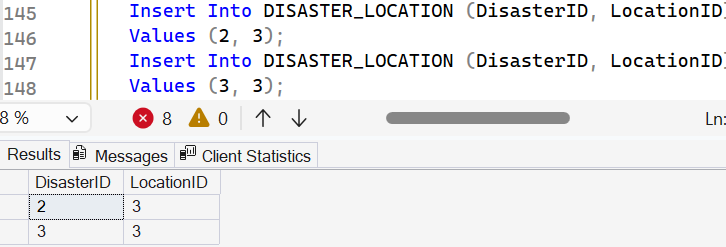 145 Insert Into DISASTER_LOCATION (DisasterID, LocationID)
146 Values (2, 3);
147 Insert Into DISASTER_LOCATION (DisasterID, LocationID)
148 Values (3, 3);
8 % 8 0 Ln:
Results Messages Client Statistics
DisasterID LocationID
2 3
3 3